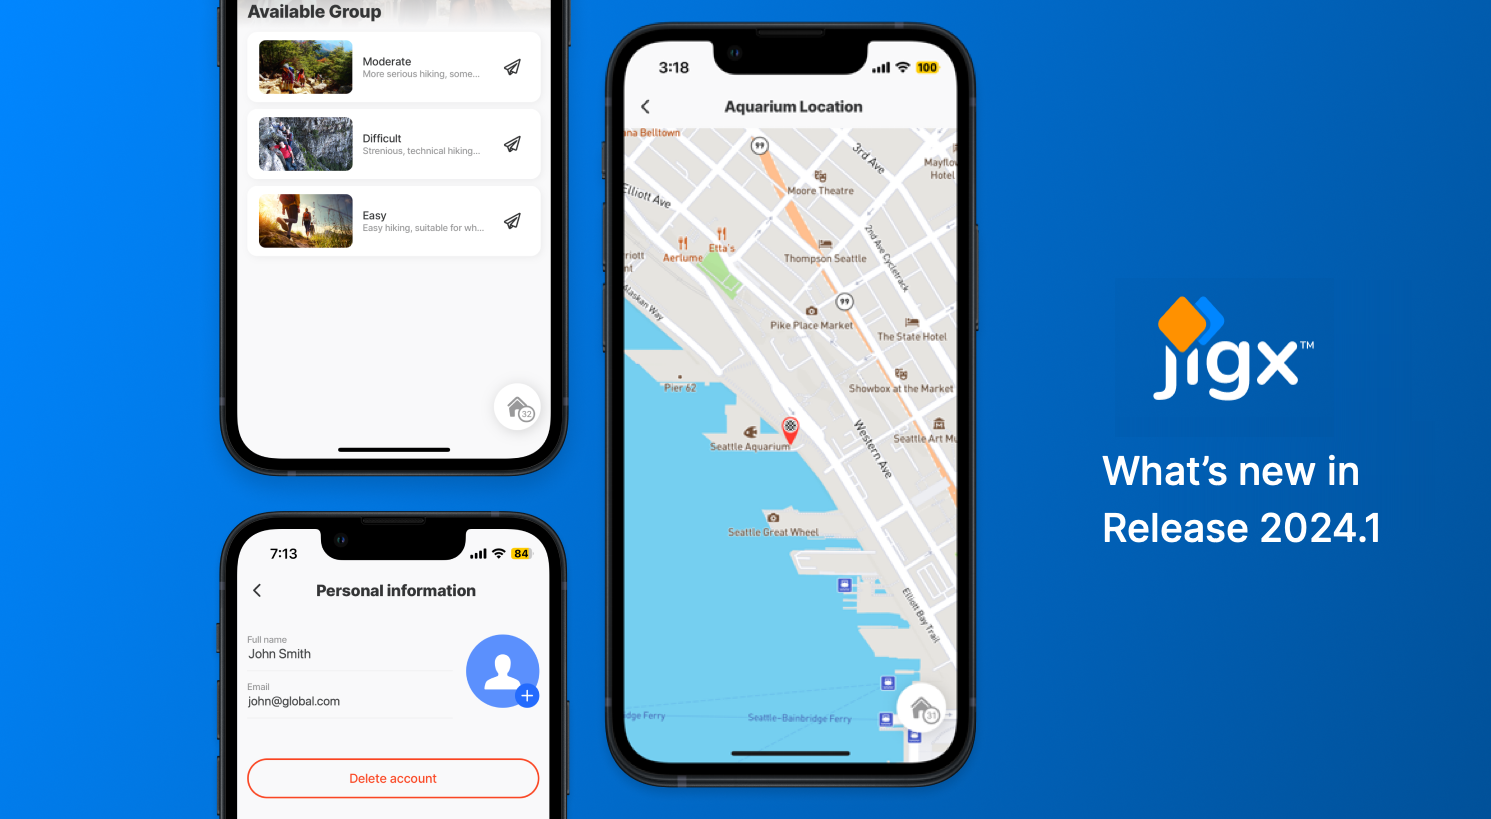 Available Group
Moderate
More serious hiking, some...
Difficult
Strenious, technical hiking...
Easy
Easy hiking, suitable for wh...
32
7:13
84
Personal information
Full name
John Smith
Email
john@global.com
Delete account
3:18
100
Aquarium Location
ana Belltown
99
3rd Ave
Mayflow
Hotel
Moore Theatre
Elliott Ave
2nd Ave Cycletrack
Etta's
Aerlume
Thompson Seattle
riott
nt
Alaskan Way
99
Pike Place Market
The State Hotel
Pier 62
Showbox at the Market
Western Ave
Seattle Art Mu
Seattle Aquarium
Seattle Great Wheel
Elliott Bay Trail
dge Ferry
Seattle-Bainbridge Ferry
31
jigx™
What's new in
Release 2024.1